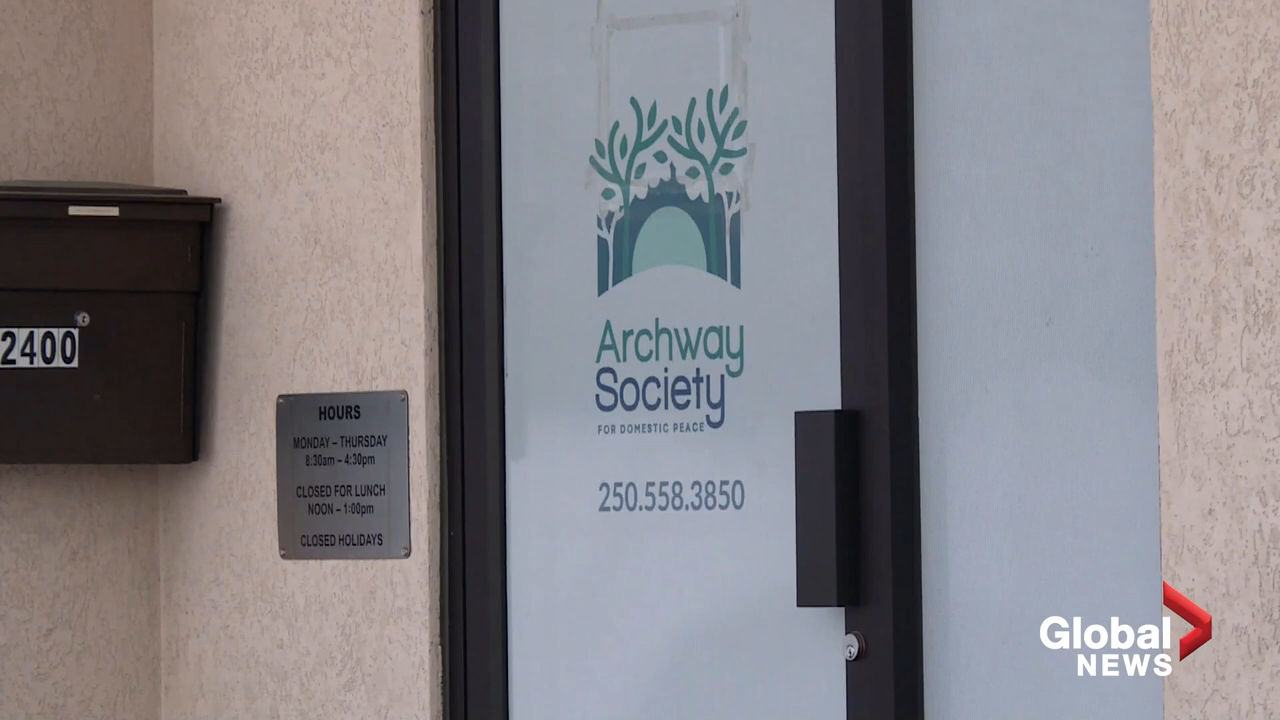 2400
HOURS
MONDAY – THURSDAY
8:30am – 4:30pm
CLOSED FOR LUNCH
NOON – 1:00pm
CLOSED HOLIDAYS
Archway
Society
FOR DOMESTIC PEACE
250.558.3850
Global
NEWS